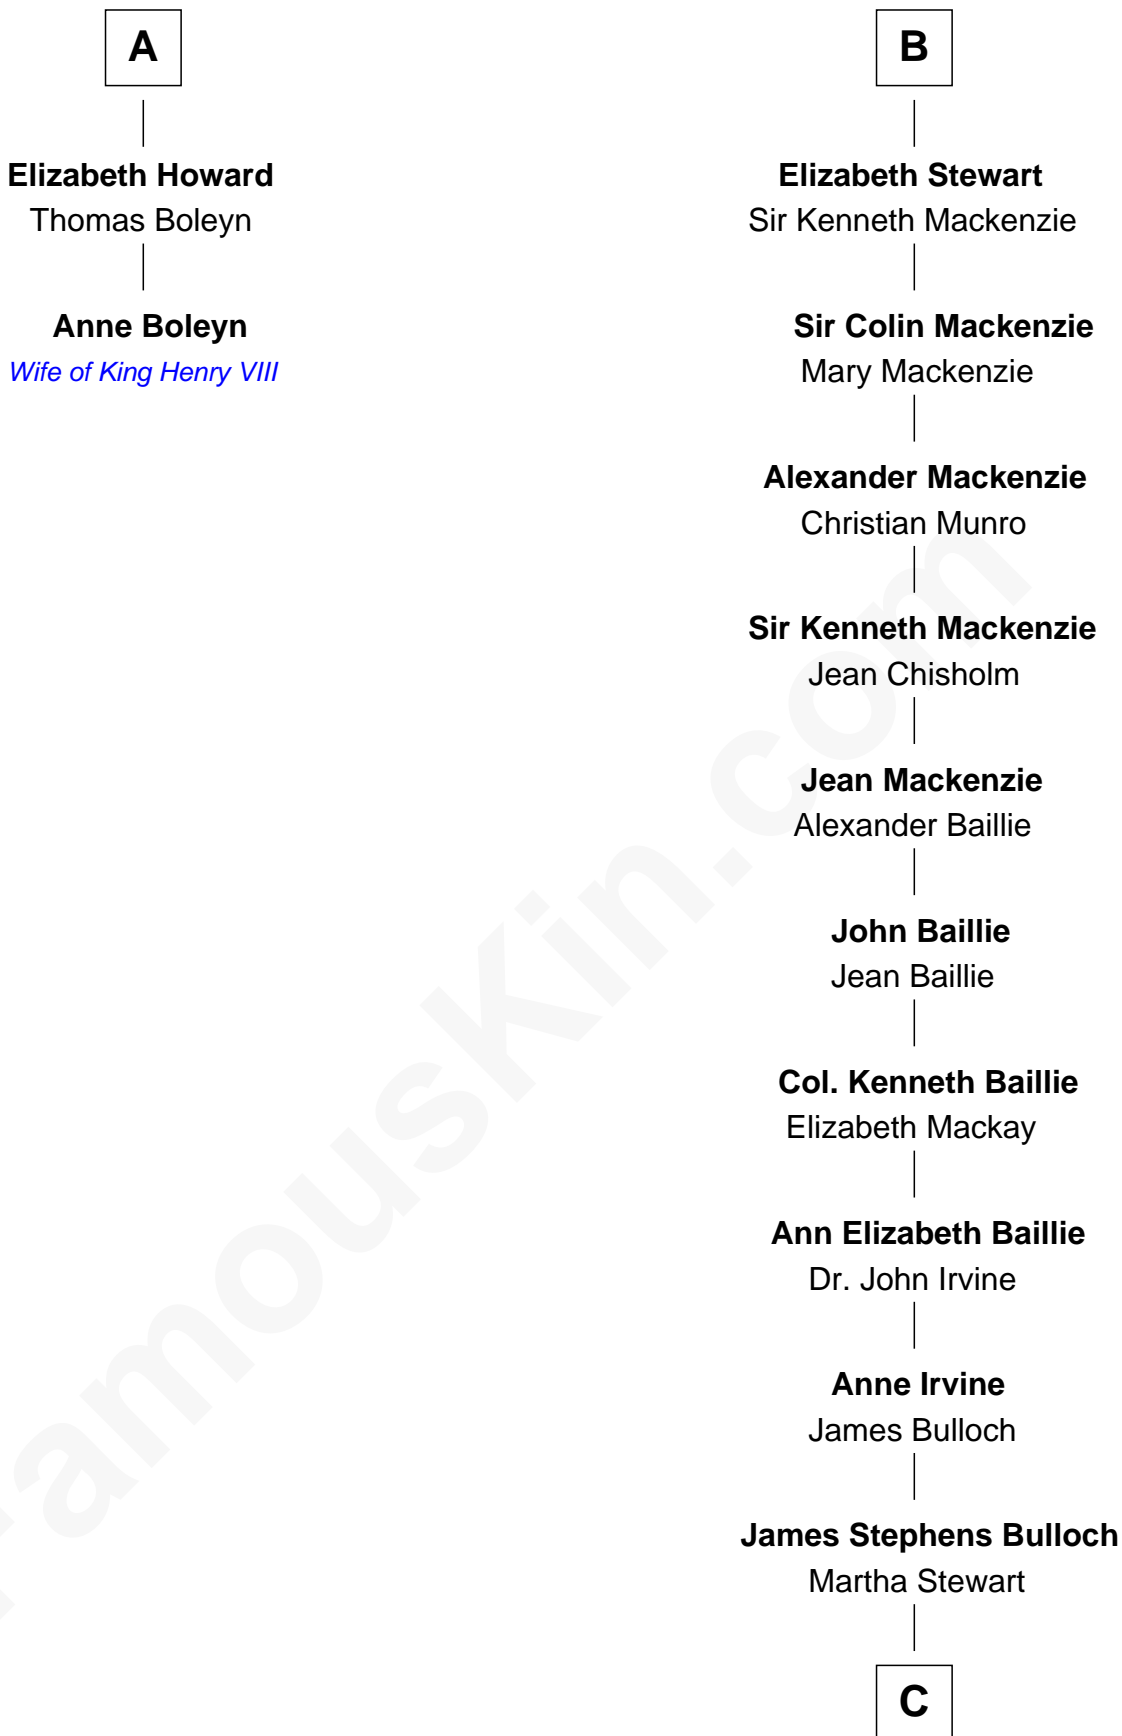 A
Elizabeth Howard
Thomas Boleyn
Anne Boleyn
Wife of King Henry VIII
B
Elizabeth Stewart
Sir Kenneth Mackenzie
Sir Colin Mackenzie
Mary Mackenzie
Alexander Mackenzie
Christian Munro
Sir Kenneth Mackenzie
Jean Chisholm
Jean Mackenzie
Alexander Baillie
John Baillie
Jean Baillie
Col. Kenneth Baillie
Elizabeth Mackay
Ann Elizabeth Baillie
Dr. John Irvine
Anne Irvine
James Bulloch
James Stephens Bulloch
Martha Stewart
C
FamousKin.com